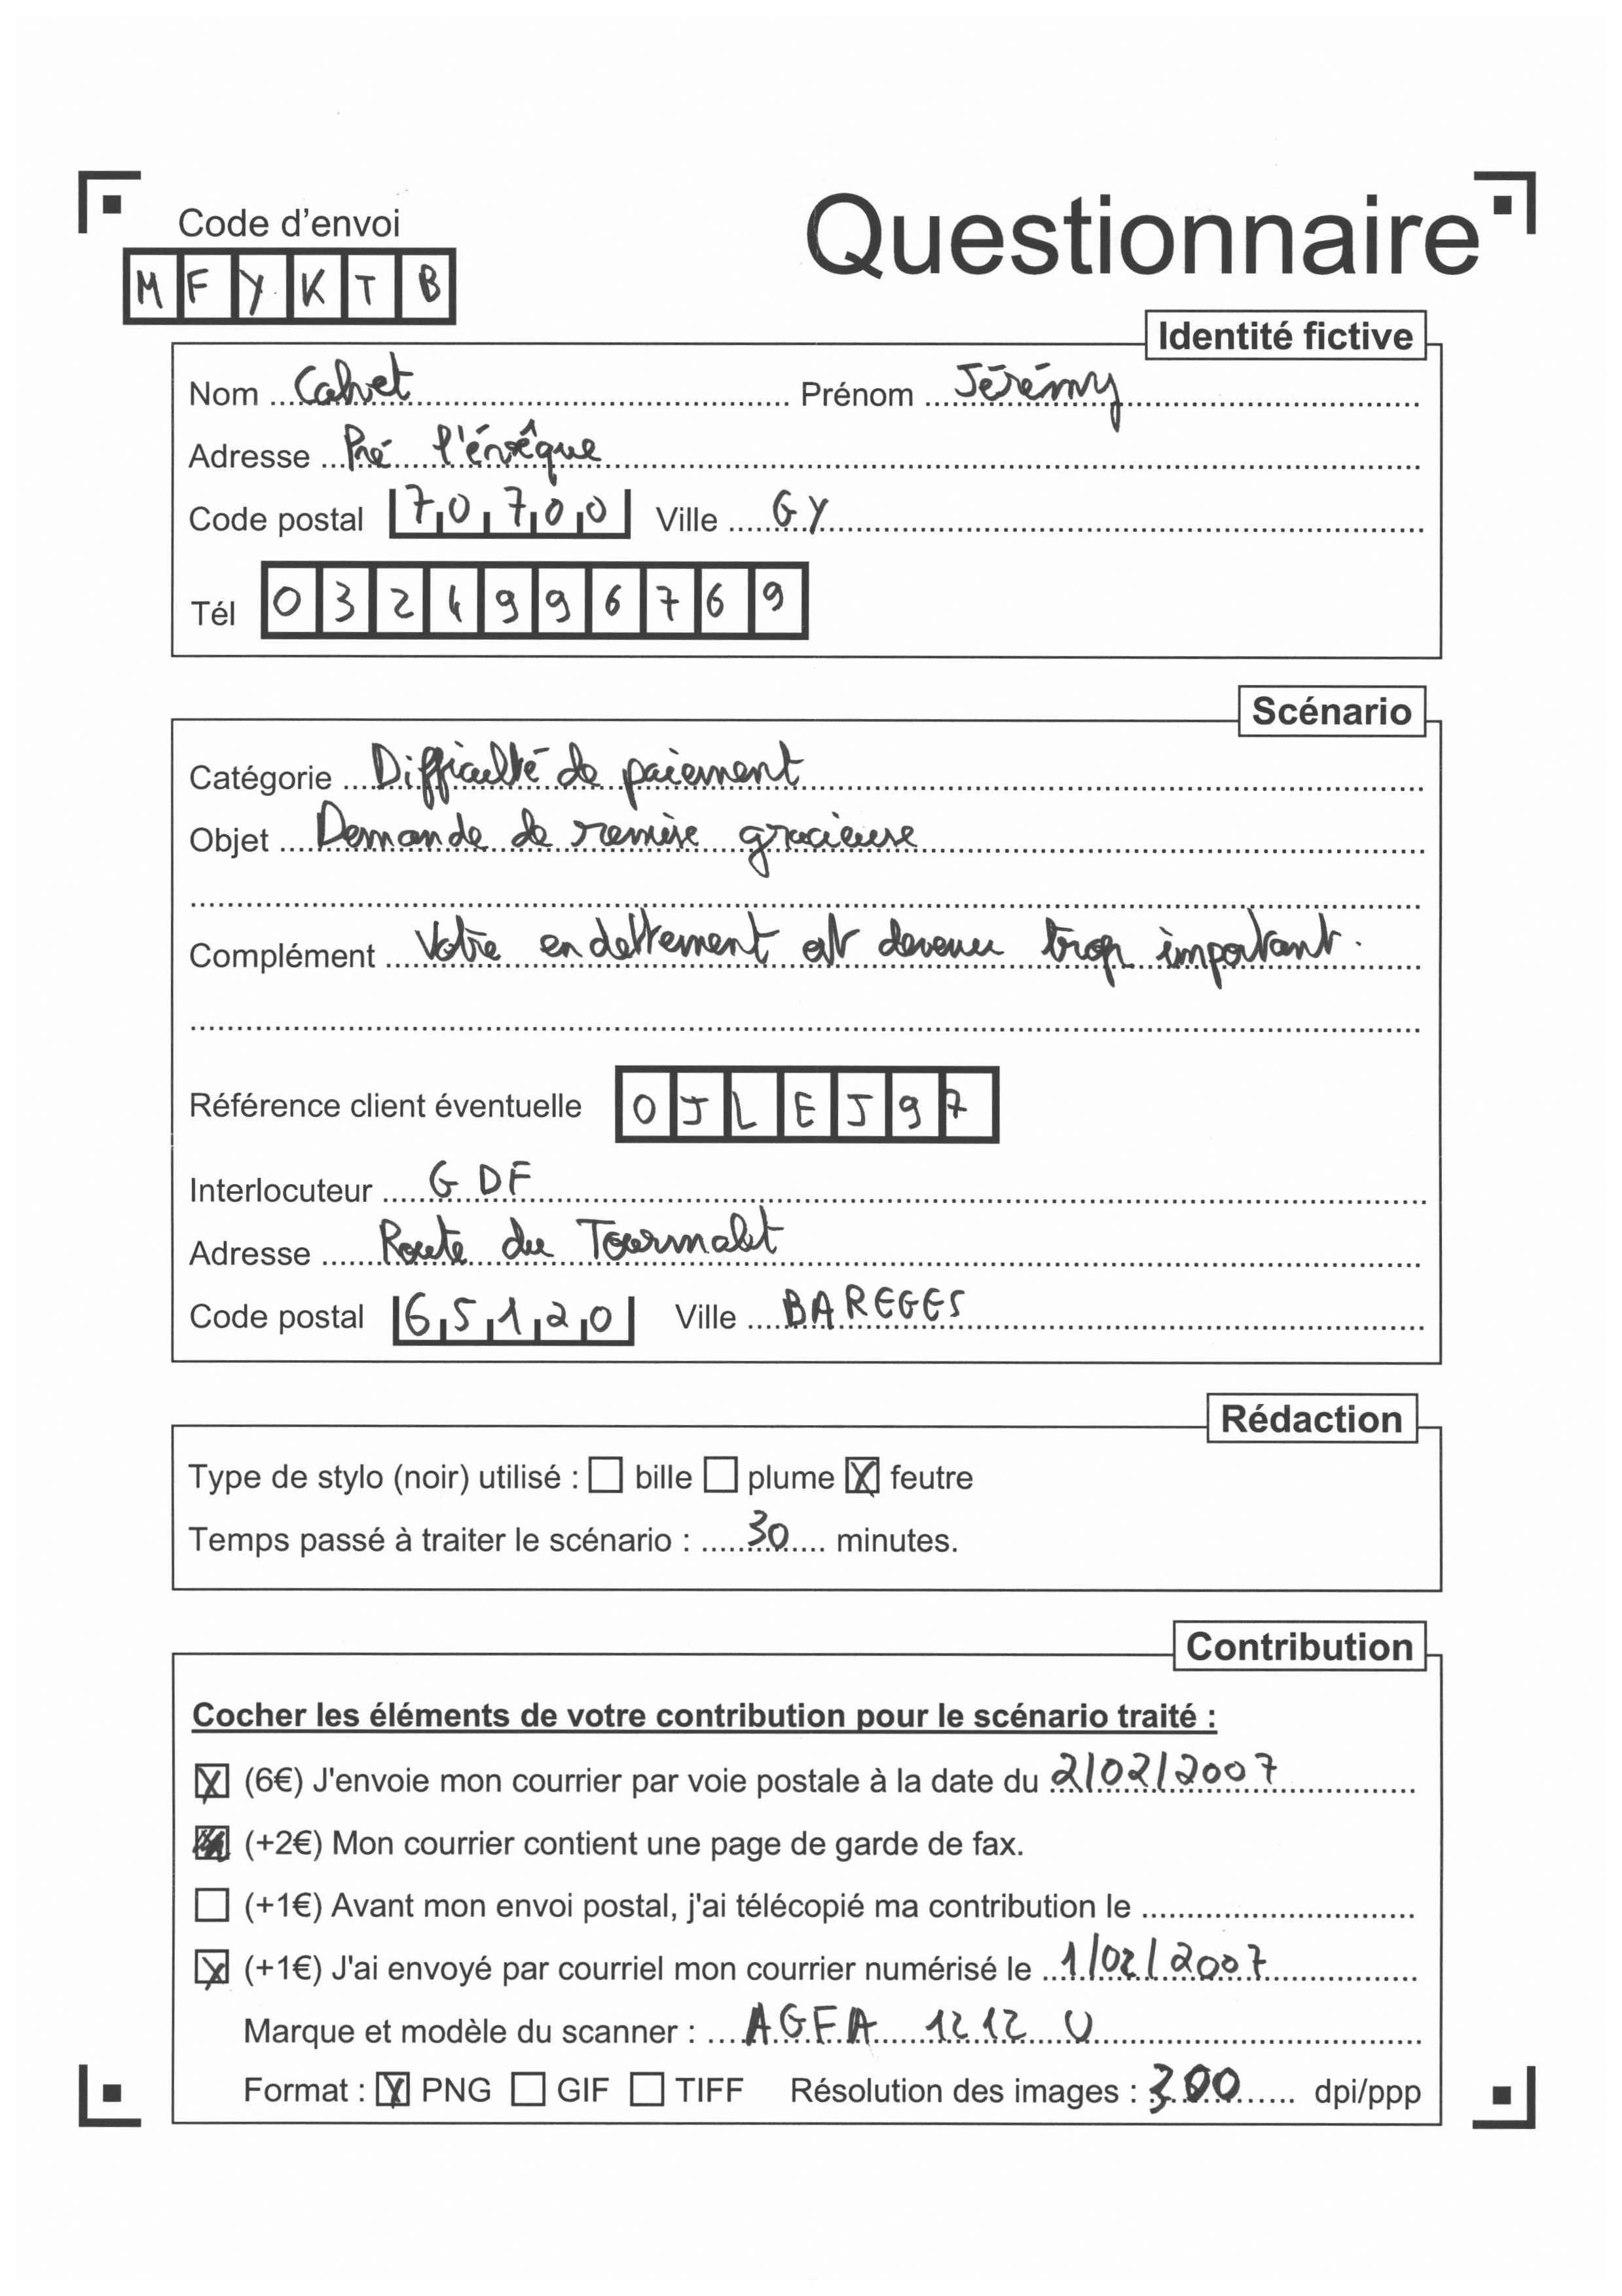 Code d'envoi
Questionnaire
M F Y K T B
Identité fictive
Nom Calvet Prénom Jérémy
Adresse Pré l'évêque
Code postal 70700 Ville GY
Tél 0324996769
Scénario
Catégorie Difficulté de paiement
Objet Demande de remise gracieuse
Complément Votre endettement est devenu trop important.
Référence client éventuelle OJLEJ97
Interlocuteur GDF
Adresse Route du Tourmalet
Code postal 65120 Ville BAREGES
Rédaction
Type de stylo (noir) utilisé : ☐ bille ☐ plume ☒ feutre
Temps passé à traiter le scénario : 30 minutes.
Contribution
Cocher les éléments de votre contribution pour le scénario traité :
☒ (6€) J'envoie mon courrier par voie postale à la date du 2/02/2007
(+2€) Mon courrier contient une page de garde de fax.
☐ (+1€) Avant mon envoi postal, j'ai télécopié ma contribution le
☒ (+1€) J'ai envoyé par courriel mon courrier numérisé le 1/02/2007
Marque et modèle du scanner : AGFA 1212 U
Format : ☒ PNG ☐ GIF ☐ TIFF Résolution des images : 300 dpi/ppp